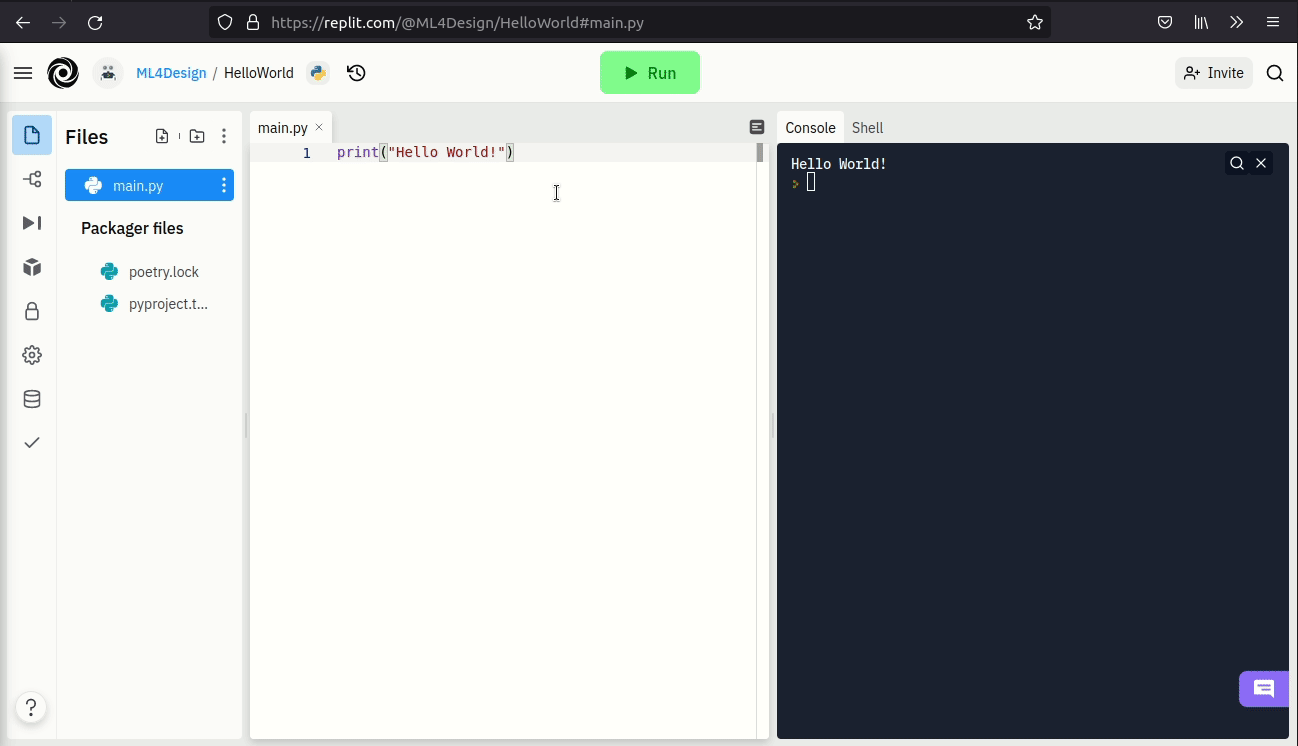 https://replit.com/@ML4Design/HelloWorld#main.py
ML4Design / HelloWorld
Run
Invite
Files
main.py
Packager files
poetry.lock
pyproject.t...
main.py
1 print("Hello World!")
Console Shell
Hello World!
>
?